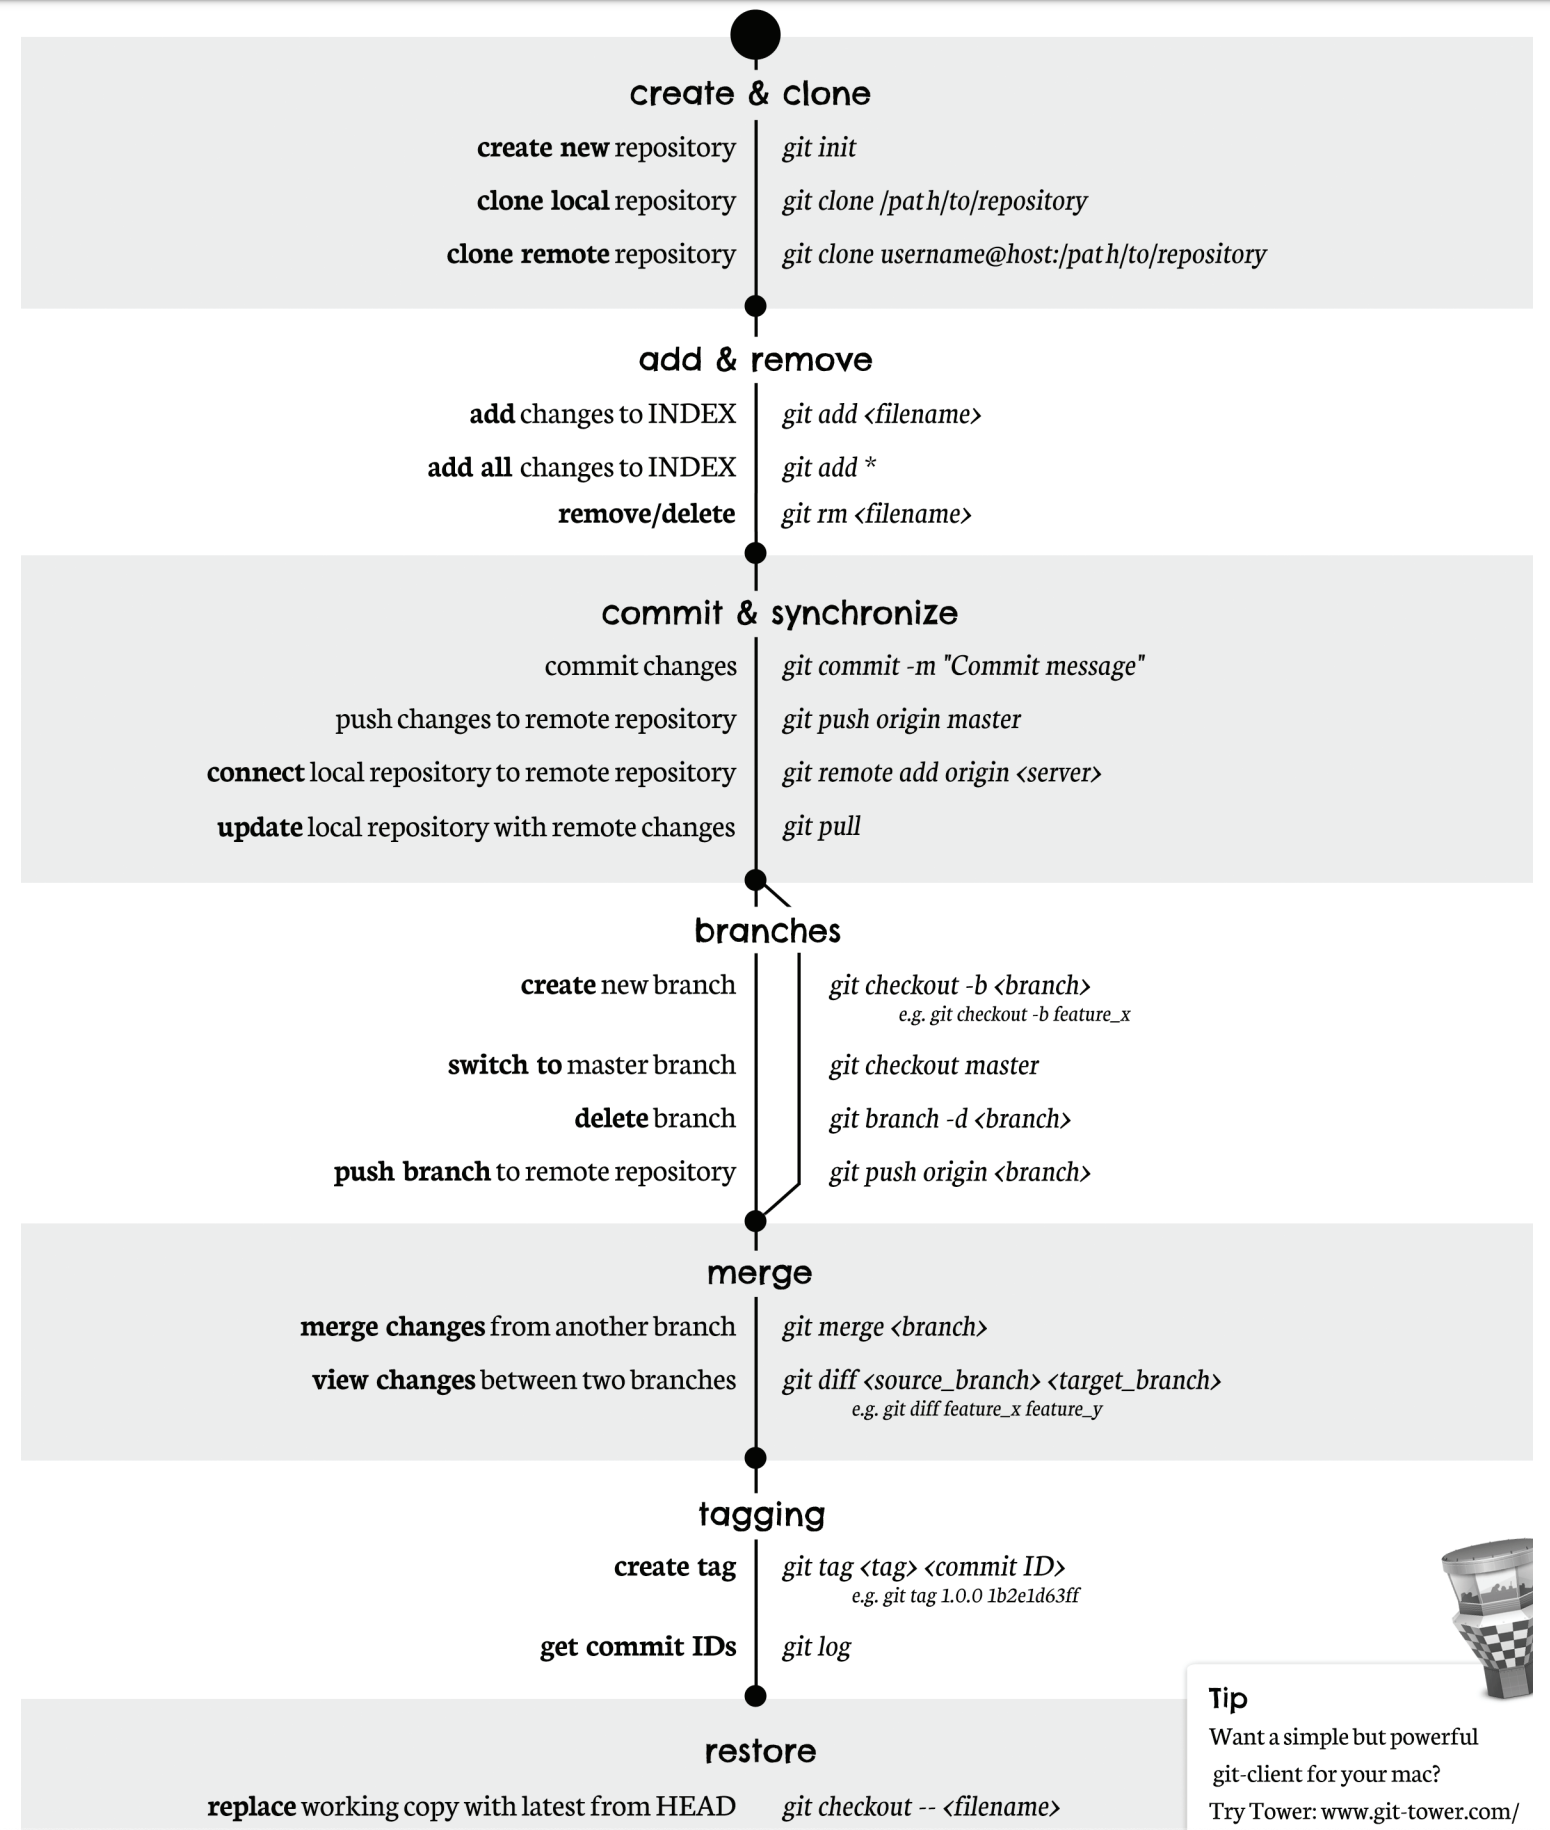 create & clone
create new repository git init
clone local repository git clone /path/to/repository
clone remote repository git clone username@host:/path/to/repository
add & remove
add changes to INDEX git add <filename>
add all changes to INDEX git add *
remove/delete git rm <filename>
commit & synchronize
commit changes git commit -m "Commit message"
push changes to remote repository git push origin master
connect local repository to remote repository git remote add origin <server>
update local repository with remote changes git pull
branches
create new branch git checkout -b <branch>
e.g. git checkout -b feature_x
switch to master branch git checkout master
delete branch git branch -d <branch>
push branch to remote repository git push origin <branch>
merge
merge changes from another branch git merge <branch>
view changes between two branches git diff <source_branch> <target_branch>
e.g. git diff feature_x feature_y
tagging
create tag git tag <tag> <commit ID>
e.g. git tag 1.0.0 1b2e1d63ff
get commit IDs git log
restore
replace working copy with latest from HEAD git checkout -- <filename>
Tip
Want a simple but powerful
git-client for your mac?
Try Tower: www.git-tower.com/